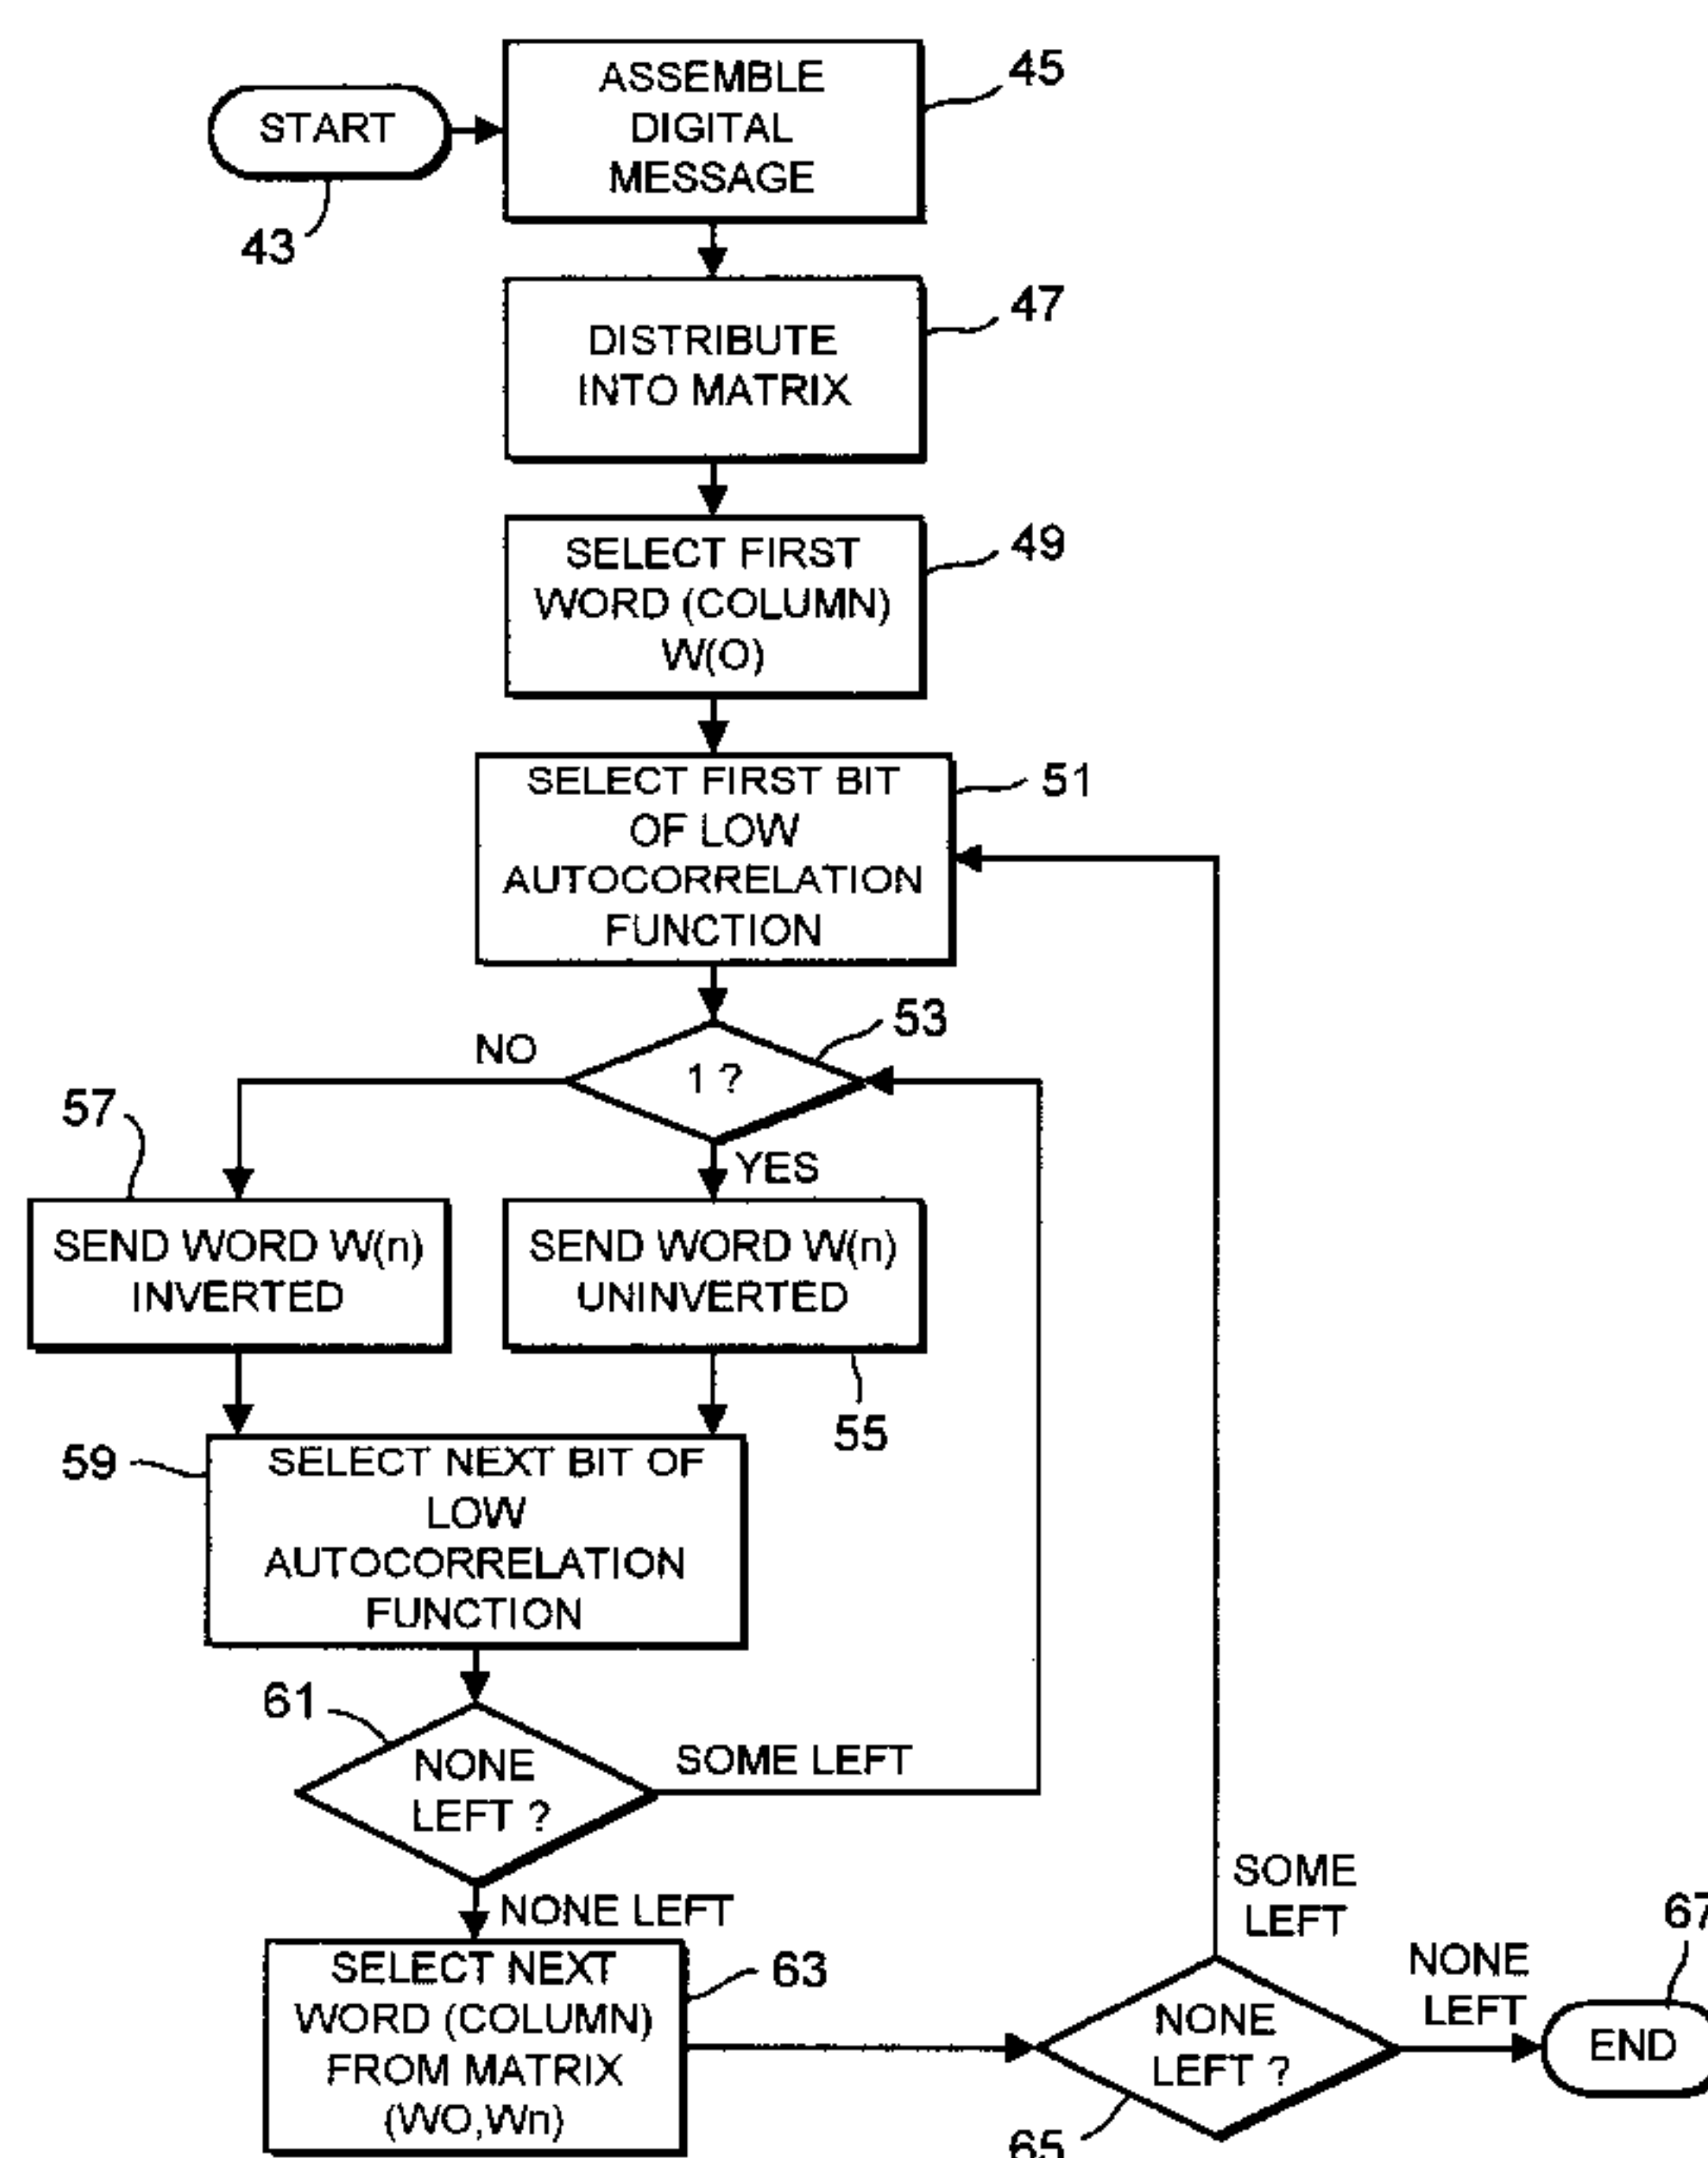 START
43
ASSEMBLE
DIGITAL
MESSAGE
45
DISTRIBUTE
INTO MATRIX
47
SELECT FIRST
WORD (COLUMN)
W(O)
49
SELECT FIRST BIT
OF LOW
AUTOCORRELATION
FUNCTION
51
1 ?
53
NO
YES
57
SEND WORD W(n)
INVERTED
SEND WORD W(n)
UNINVERTED
55
59
SELECT NEXT BIT OF
LOW
AUTOCORRELATION
FUNCTION
61
NONE
LEFT ?
SOME LEFT
NONE LEFT
SELECT NEXT
WORD (COLUMN)
FROM MATRIX
(WO,Wn)
63
SOME
LEFT
NONE
LEFT ?
65
NONE
LEFT
67
END